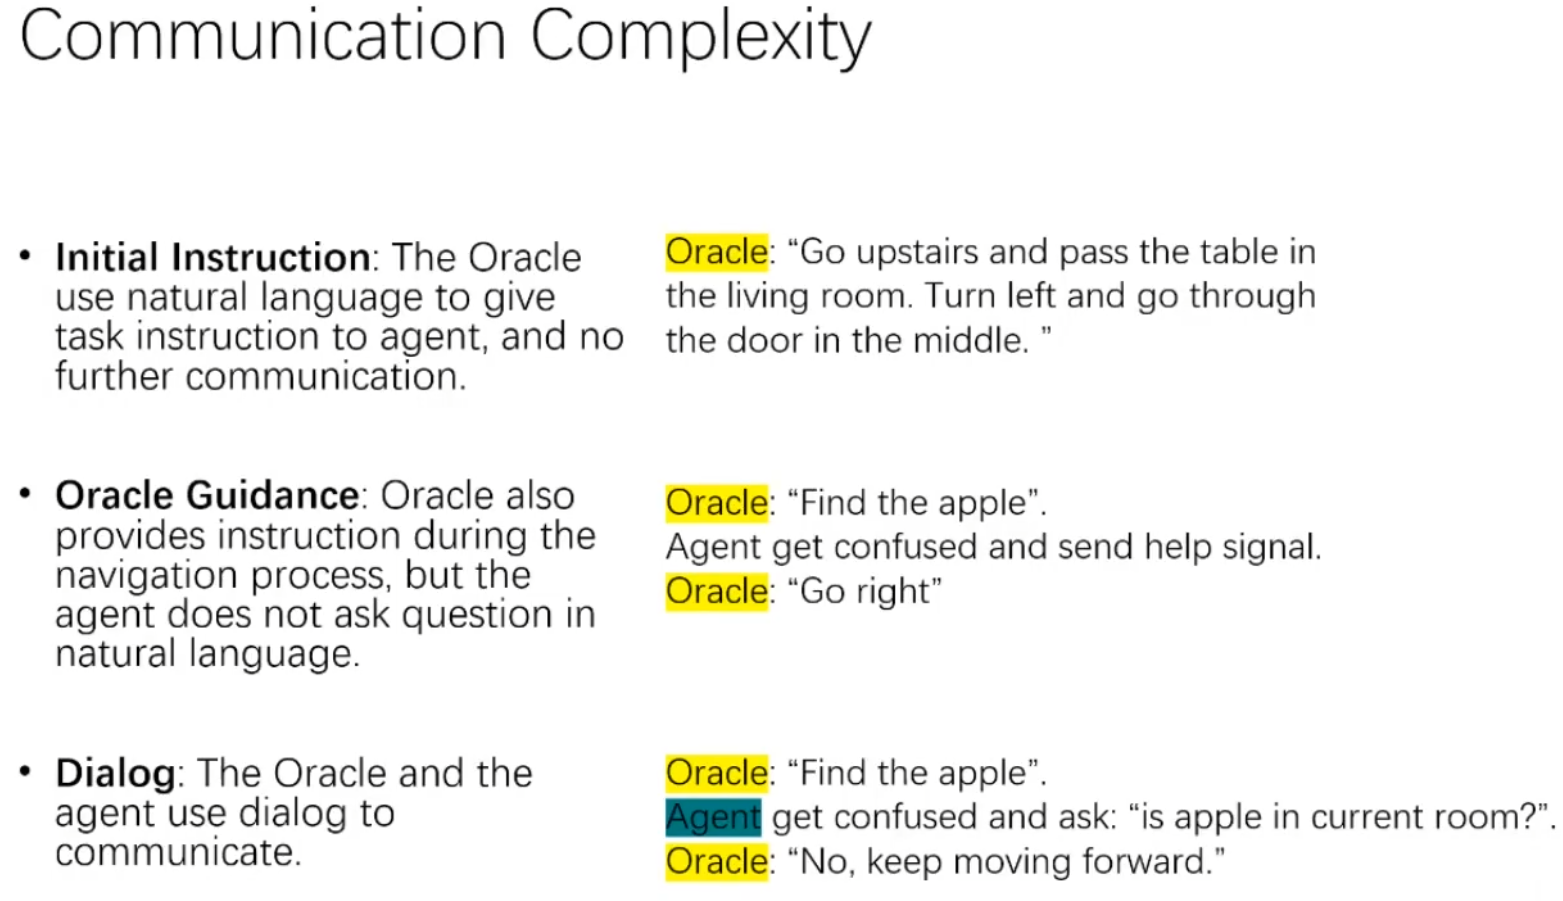 Communication Complexity
• Initial Instruction: The Oracle
use natural language to give
task instruction to agent, and no
further communication.
Oracle: “Go upstairs and pass the table in
the living room. Turn left and go through
the door in the middle. ”
• Oracle Guidance: Oracle also
provides instruction during the
navigation process, but the
agent does not ask question in
natural language.
Oracle: “Find the apple”.
Agent get confused and send help signal.
Oracle: “Go right”
• Dialog: The Oracle and the
agent use dialog to
communicate.
Oracle: “Find the apple”.
Agent get confused and ask: “is apple in current room?”.
Oracle: “No, keep moving forward.”